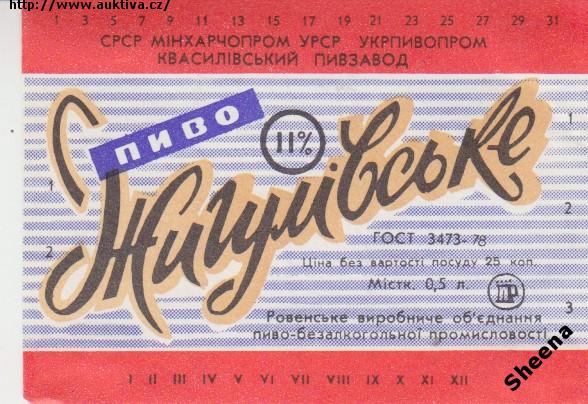 http://www.auktiva.cz/
1 3 5 7 9 11 13 15 17 19 21 23 25 27 29 31
СРСР МІНХАРЧОПРОМ УРСР УКРПИВОПРОМ
КВАСИЛІВСЬКИЙ ПИВЗАВОД
ПИВО
11%
Жигулівське
1
2
1
2
3
ГОСТ 3473-78
Ціна без вартості посуду 25 коп.
Містк. 0,5 л.
Ровенське виробниче об'єднання
пиво-безалкогольної промисловості
I II III IV V VI VII VIII IX X XI XII
Sheena